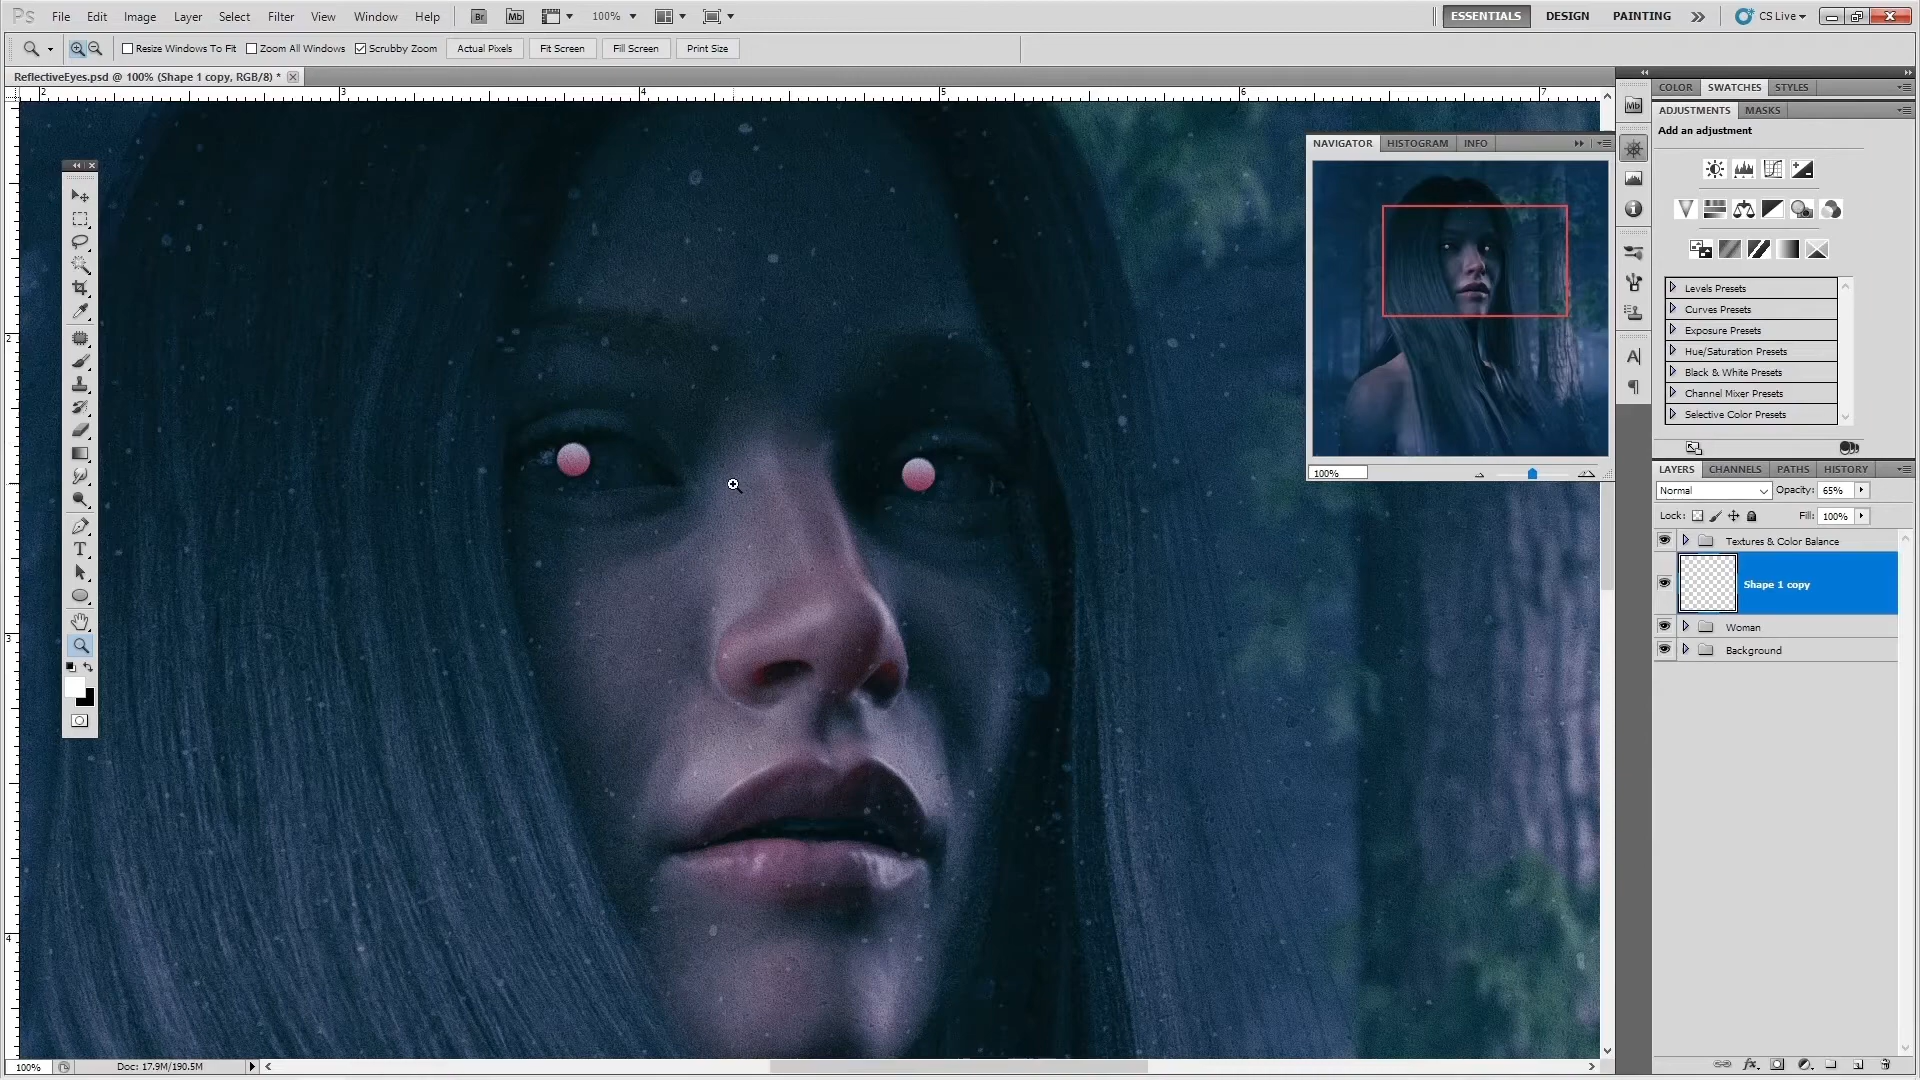 Ps File Edit Image Layer Select Filter View Window Help Br Mb 100% ESSENTIALS DESIGN PAINTING CS Live
Resize Windows To Fit Zoom All Windows Scrubby Zoom Actual Pixels Fit Screen Fill Screen Print Size
ReflectiveEyes.psd @ 100% (Shape 1 copy, RGB/8) *
2 3 4 5 6 7
2
3
4
NAVIGATOR HISTOGRAM INFO
100%
Mb
COLOR SWATCHES STYLES
ADJUSTMENTS MASKS
Add an adjustment
Levels Presets
Curves Presets
Exposure Presets
Hue/Saturation Presets
Black & White Presets
Channel Mixer Presets
Selective Color Presets
LAYERS CHANNELS PATHS HISTORY
Normal Opacity: 65%
Lock: Fill: 100%
Textures & Color Balance
Shape 1 copy
Woman
Background
100% Doc: 17.9M/190.5M